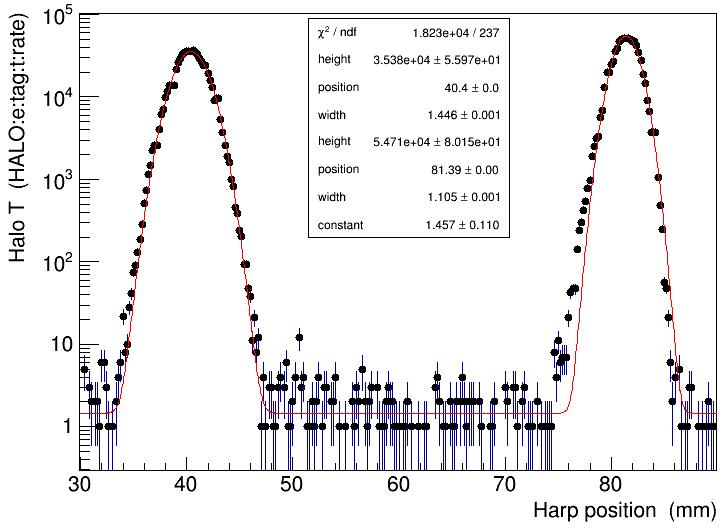 10^5
10^4
10^3
10^2
10
1
Halo T (HALO:e:tag:t:rate)
χ² / ndf 1.823e+04 / 237
height 3.538e+04 ± 5.597e+01
position 40.4 ± 0.0
width 1.446 ± 0.001
height 5.471e+04 ± 8.015e+01
position 81.39 ± 0.00
width 1.105 ± 0.001
constant 1.457 ± 0.110
30 40 50 60 70 80
Harp position (mm)